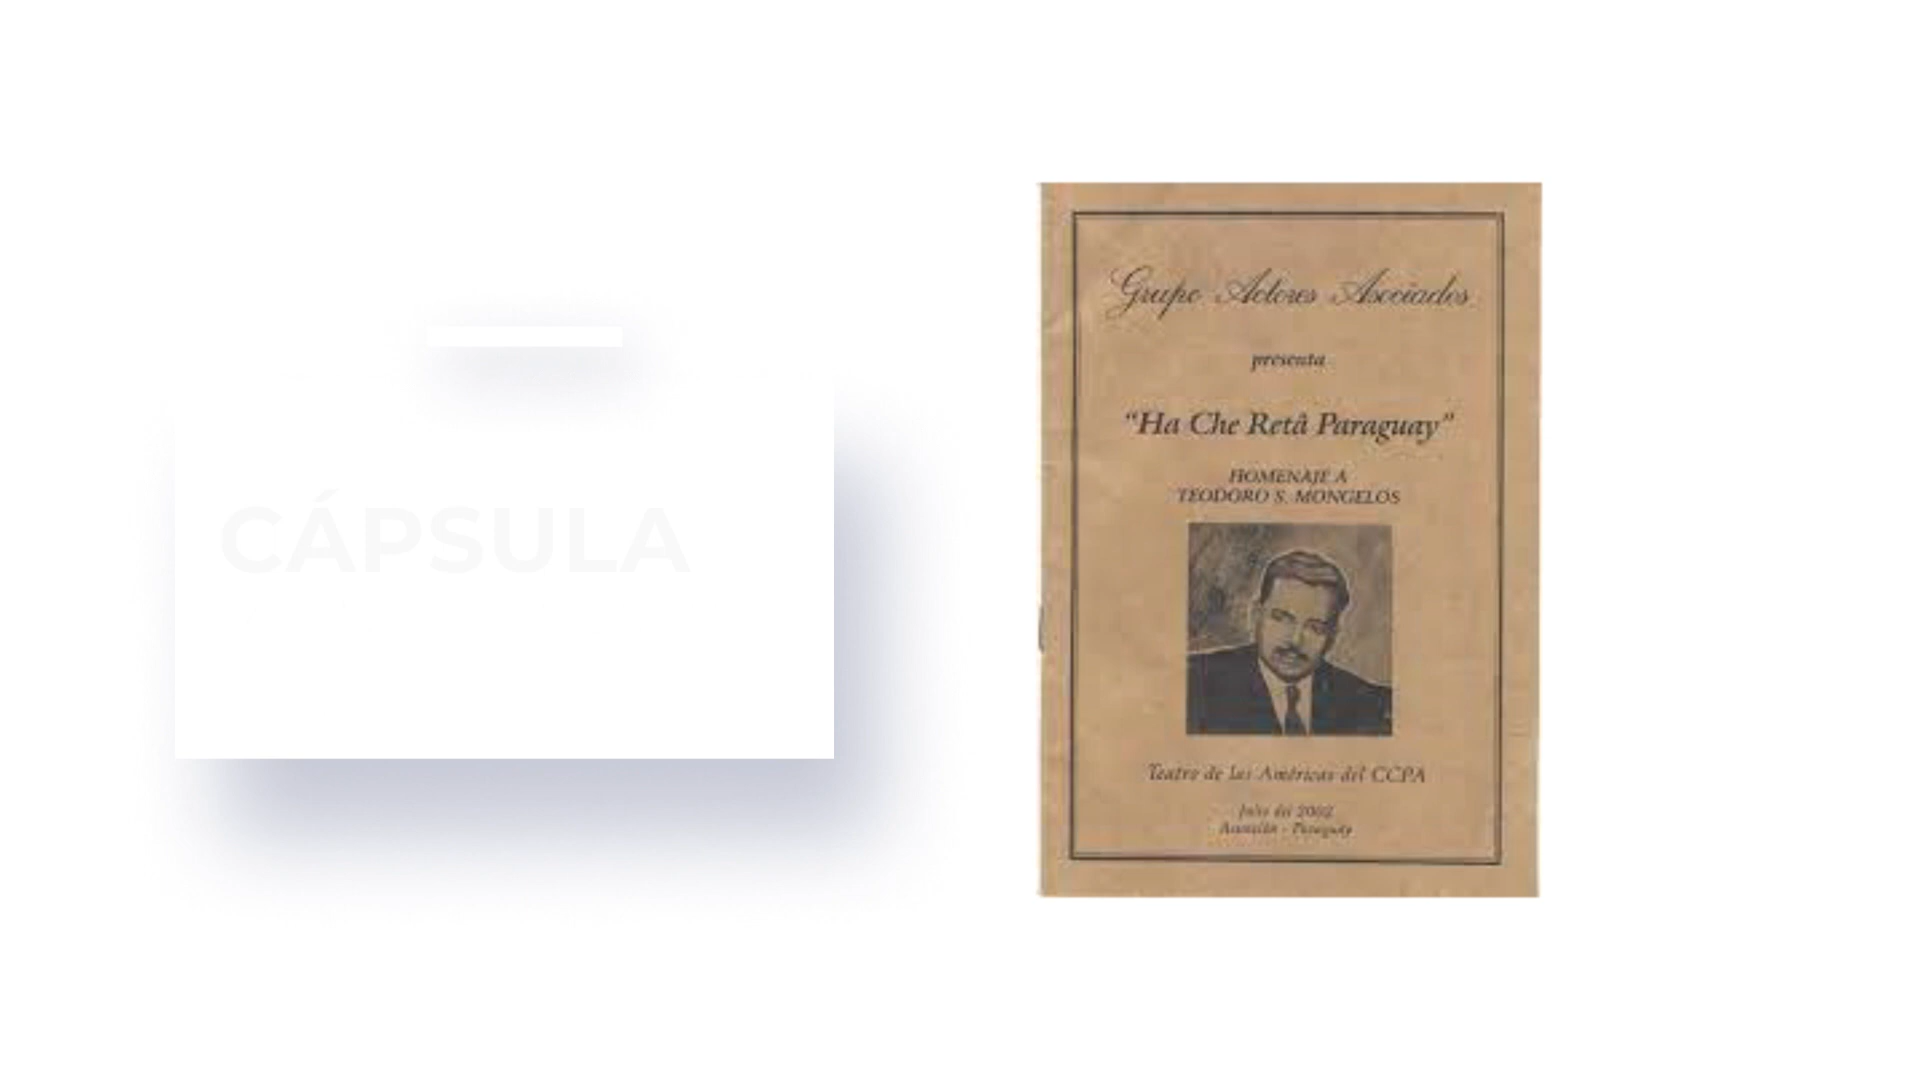 CÁPSULA
Grupo Actores Asociados
presenta
“Ha Che Retâ Paraguay”
HOMENAJE A
TEODORO S. MONGELOS
Teatro de las Américas del CCPA
Julio del 2002
Asunción - Paraguay